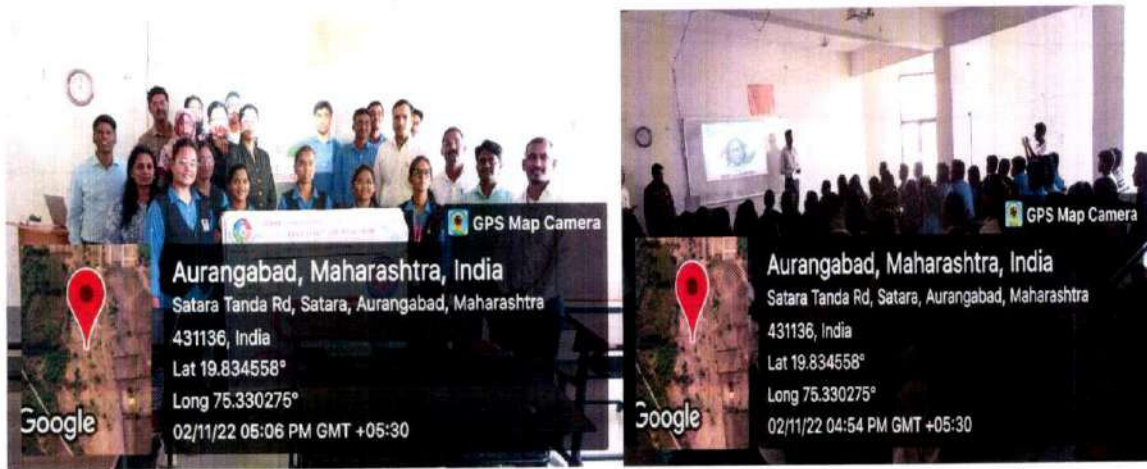 GPS Map Camera
Aurangabad, Maharashtra, India
Satara Tanda Rd, Satara, Aurangabad, Maharashtra
431136, India
Lat 19.834558°
Long 75.330275°
02/11/22 05:06 PM GMT +05:30
Google
GPS Map Camera
Aurangabad, Maharashtra, India
Satara Tanda Rd, Satara, Aurangabad, Maharashtra
431136, India
Lat 19.834558°
Long 75.330275°
02/11/22 04:54 PM GMT +05:30
Google